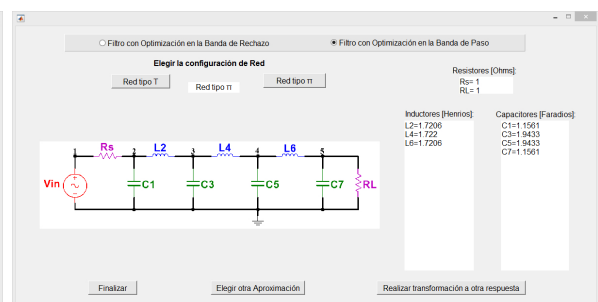 Filtro con Optimización en la Banda de Rechazo
Filtro con Optimización en la Banda de Paso
Elegir la configuración de Red
Red tipo T
Red tipo π
Red tipo π
Resistores [Ohms]:
Rs= 1
RL= 1
Inductores [Henrios]:
L2=1.7206
L4=1.722
L6=1.7206
Capacitores [Faradios]:
C1=1.1561
C3=1.9433
C5=1.9433
C7=1.1561
1 Rs 2 L2 3 L4 4 L6 5
Vin C1 C3 C5 C7 RL
Finalizar
Elegir otra Aproximación
Realizar transformación a otra respuesta